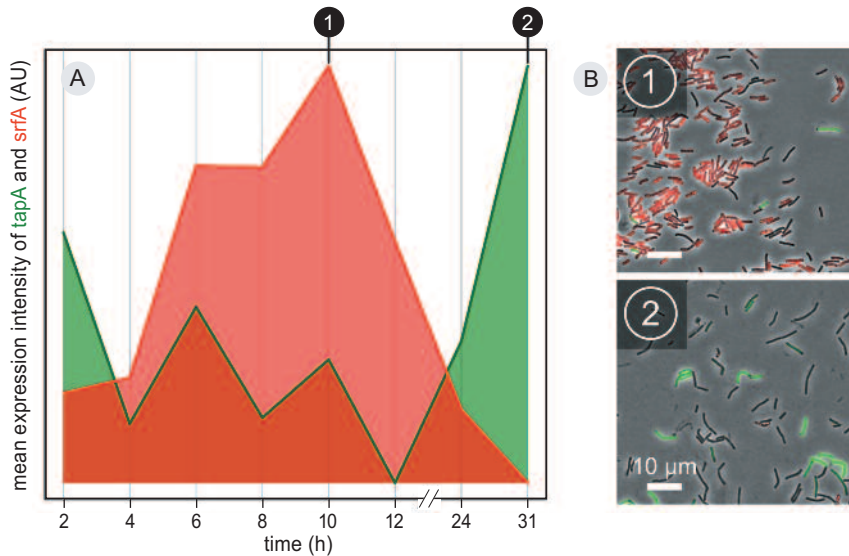 1
2
A
B
mean expression intensity of tapA and srfA (AU)
2
4
6
8
10
12
//
24
31
time (h)
1
2
10 µm